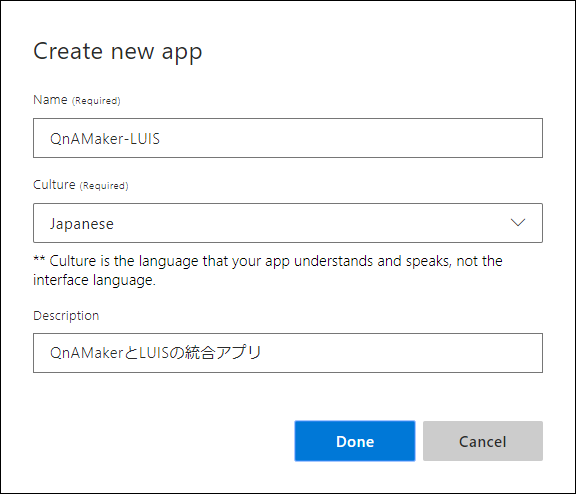 Create new app
Name (Required)
QnAMaker-LUIS
Culture (Required)
Japanese
** Culture is the language that your app understands and speaks, not the
interface language.
Description
QnAMakerとLUISの統合アプリ
Done
Cancel